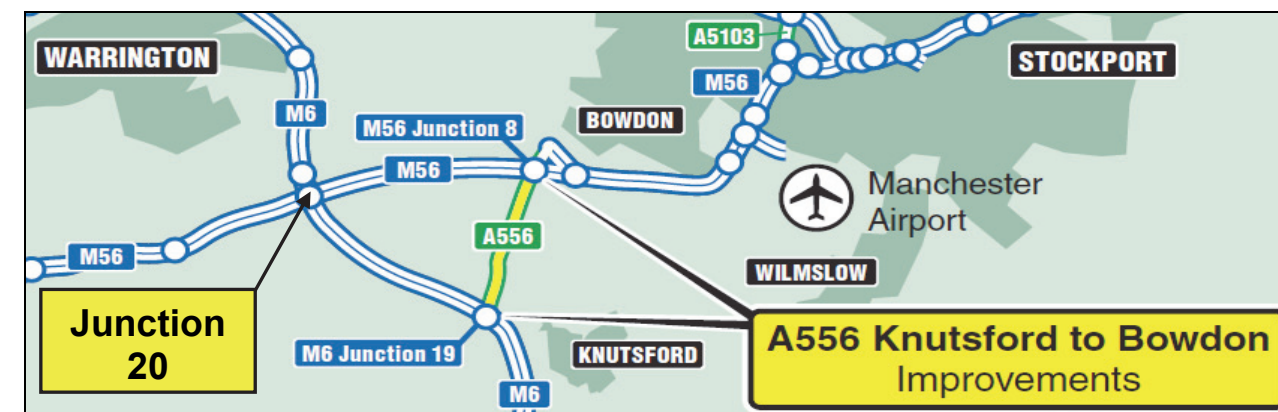 A5103
WARRINGTON
STOCKPORT
M56
M6
BOWDON
M56 Junction 8
M56
Manchester
Airport
A556
M56
WILMSLOW
Junction
20
M6 Junction 19
KNUTSFORD
A556 Knutsford to Bowdon
Improvements
M6